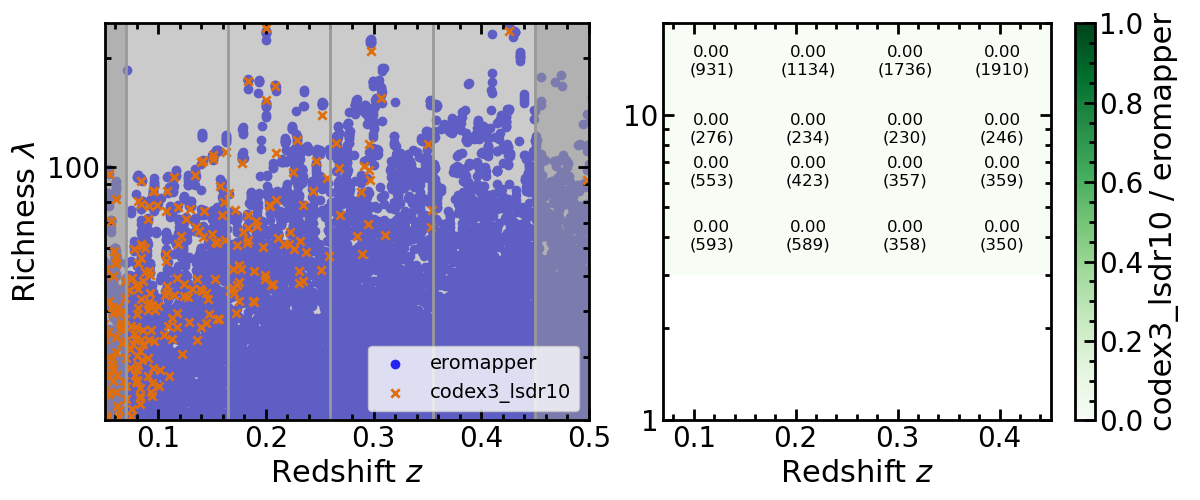 Richness λ
100
0.1 0.2 0.3 0.4 0.5
Redshift z
eromapper
codex3_lsdr10
0.00 0.00 0.00 0.00
(931) (1134) (1736) (1910)
0.00 0.00 0.00 0.00
(276) (234) (230) (246)
0.00 0.00 0.00 0.00
(553) (423) (357) (359)
0.00 0.00 0.00 0.00
(593) (589) (358) (350)
10
1
0.1 0.2 0.3 0.4
Redshift z
1.0
0.8
0.6
0.4
0.2
0.0
codex3_lsdr10 / eromapper